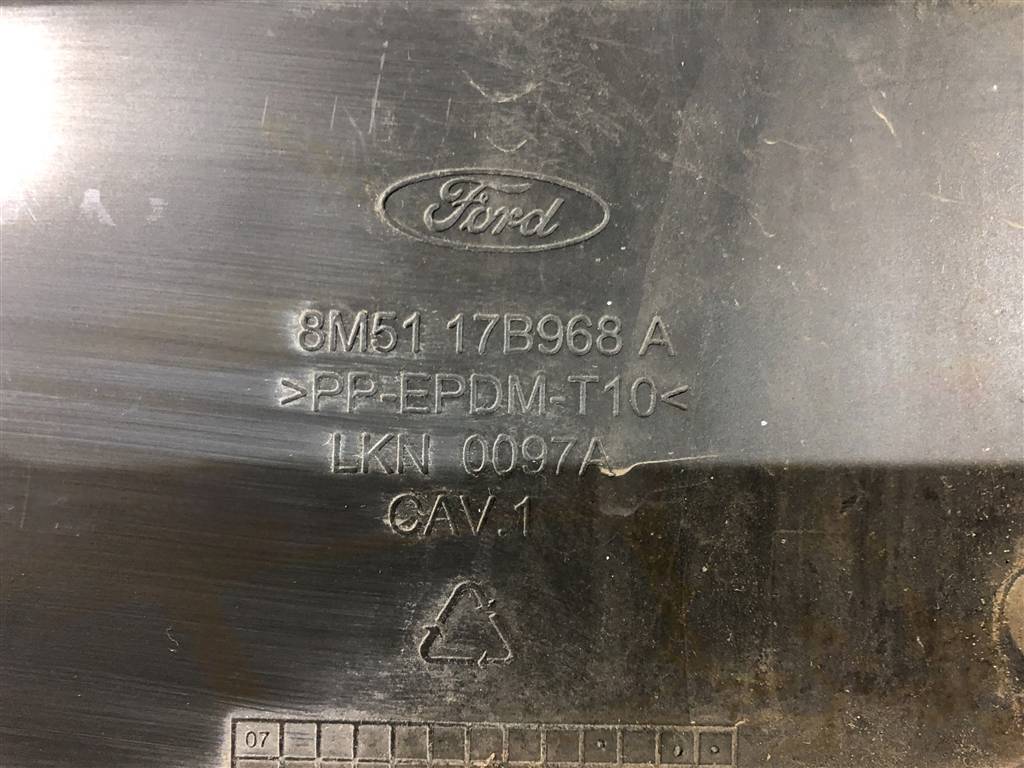 Ford
8M51 17B968 A
>PP-EPDM-T10<
LKN 0097A
CAV.1
07